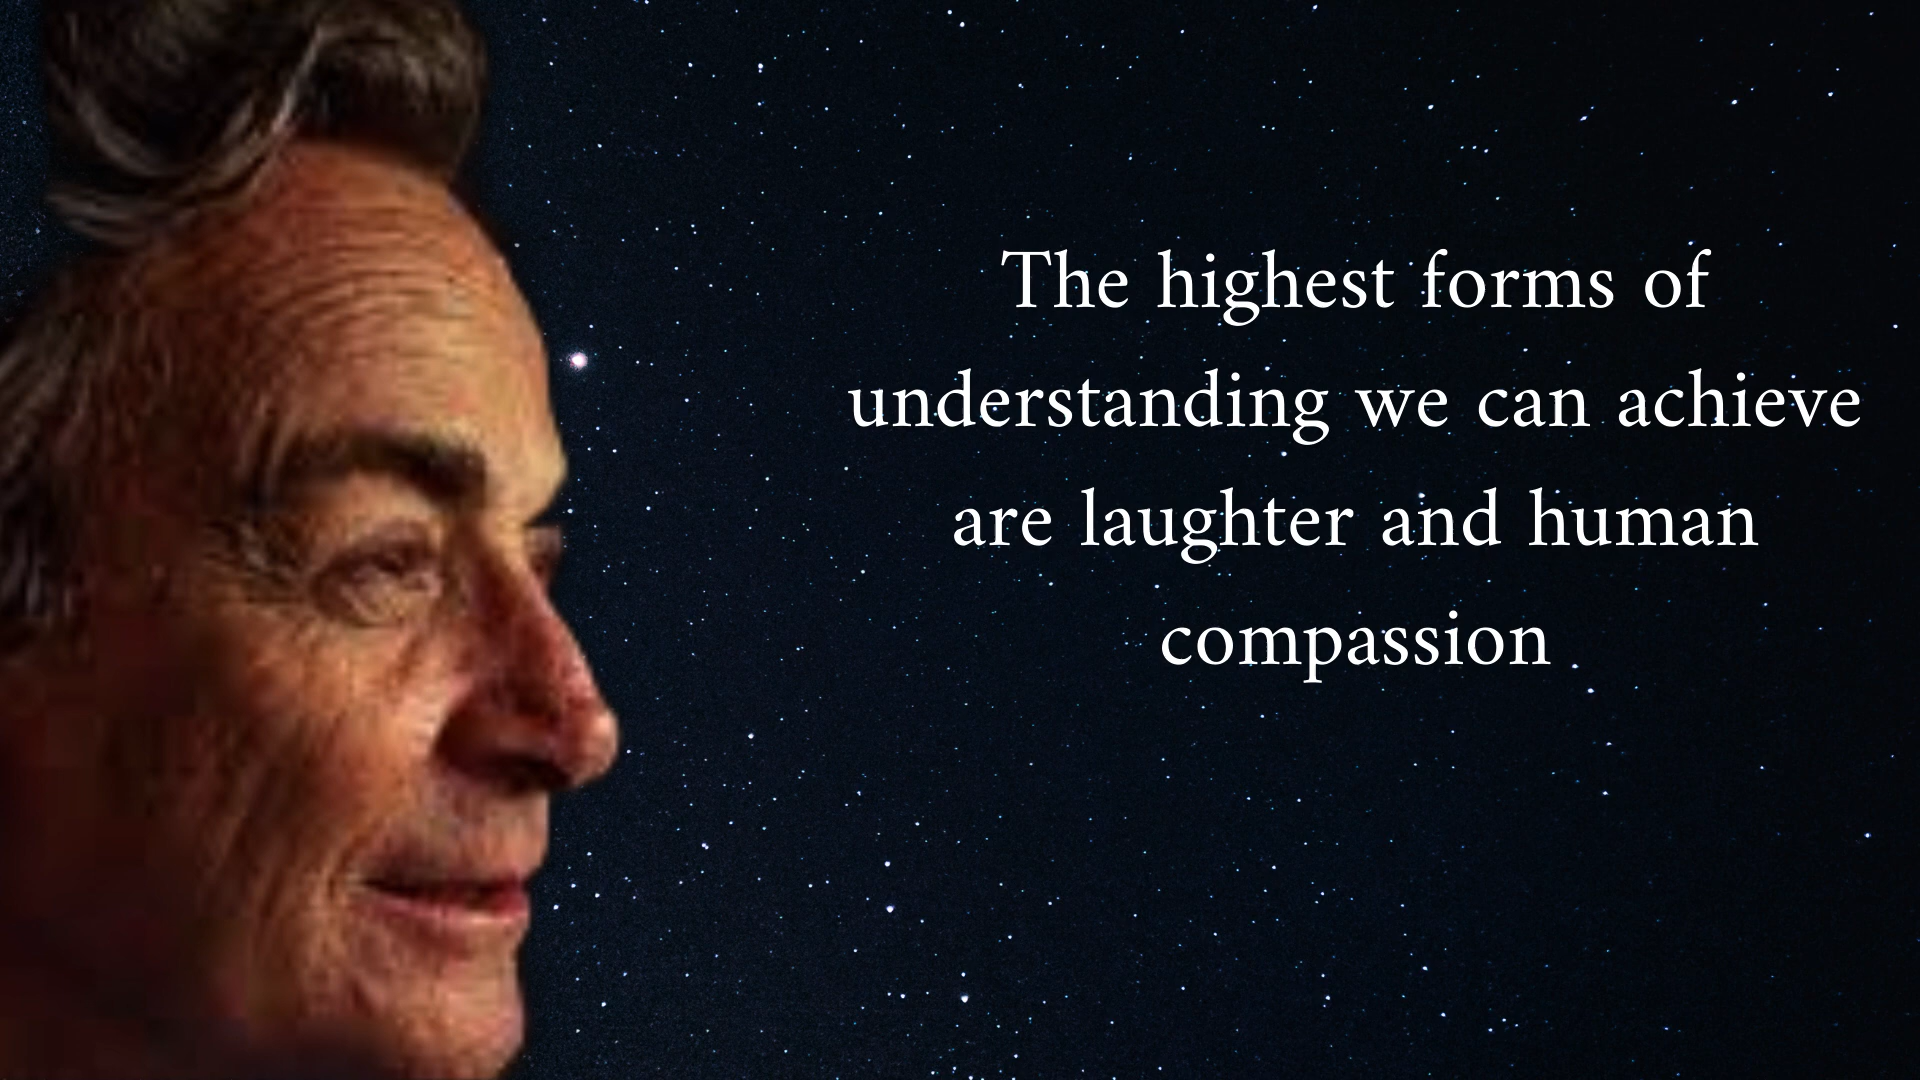 The highest forms of
understanding we can achieve
are laughter and human
compassion